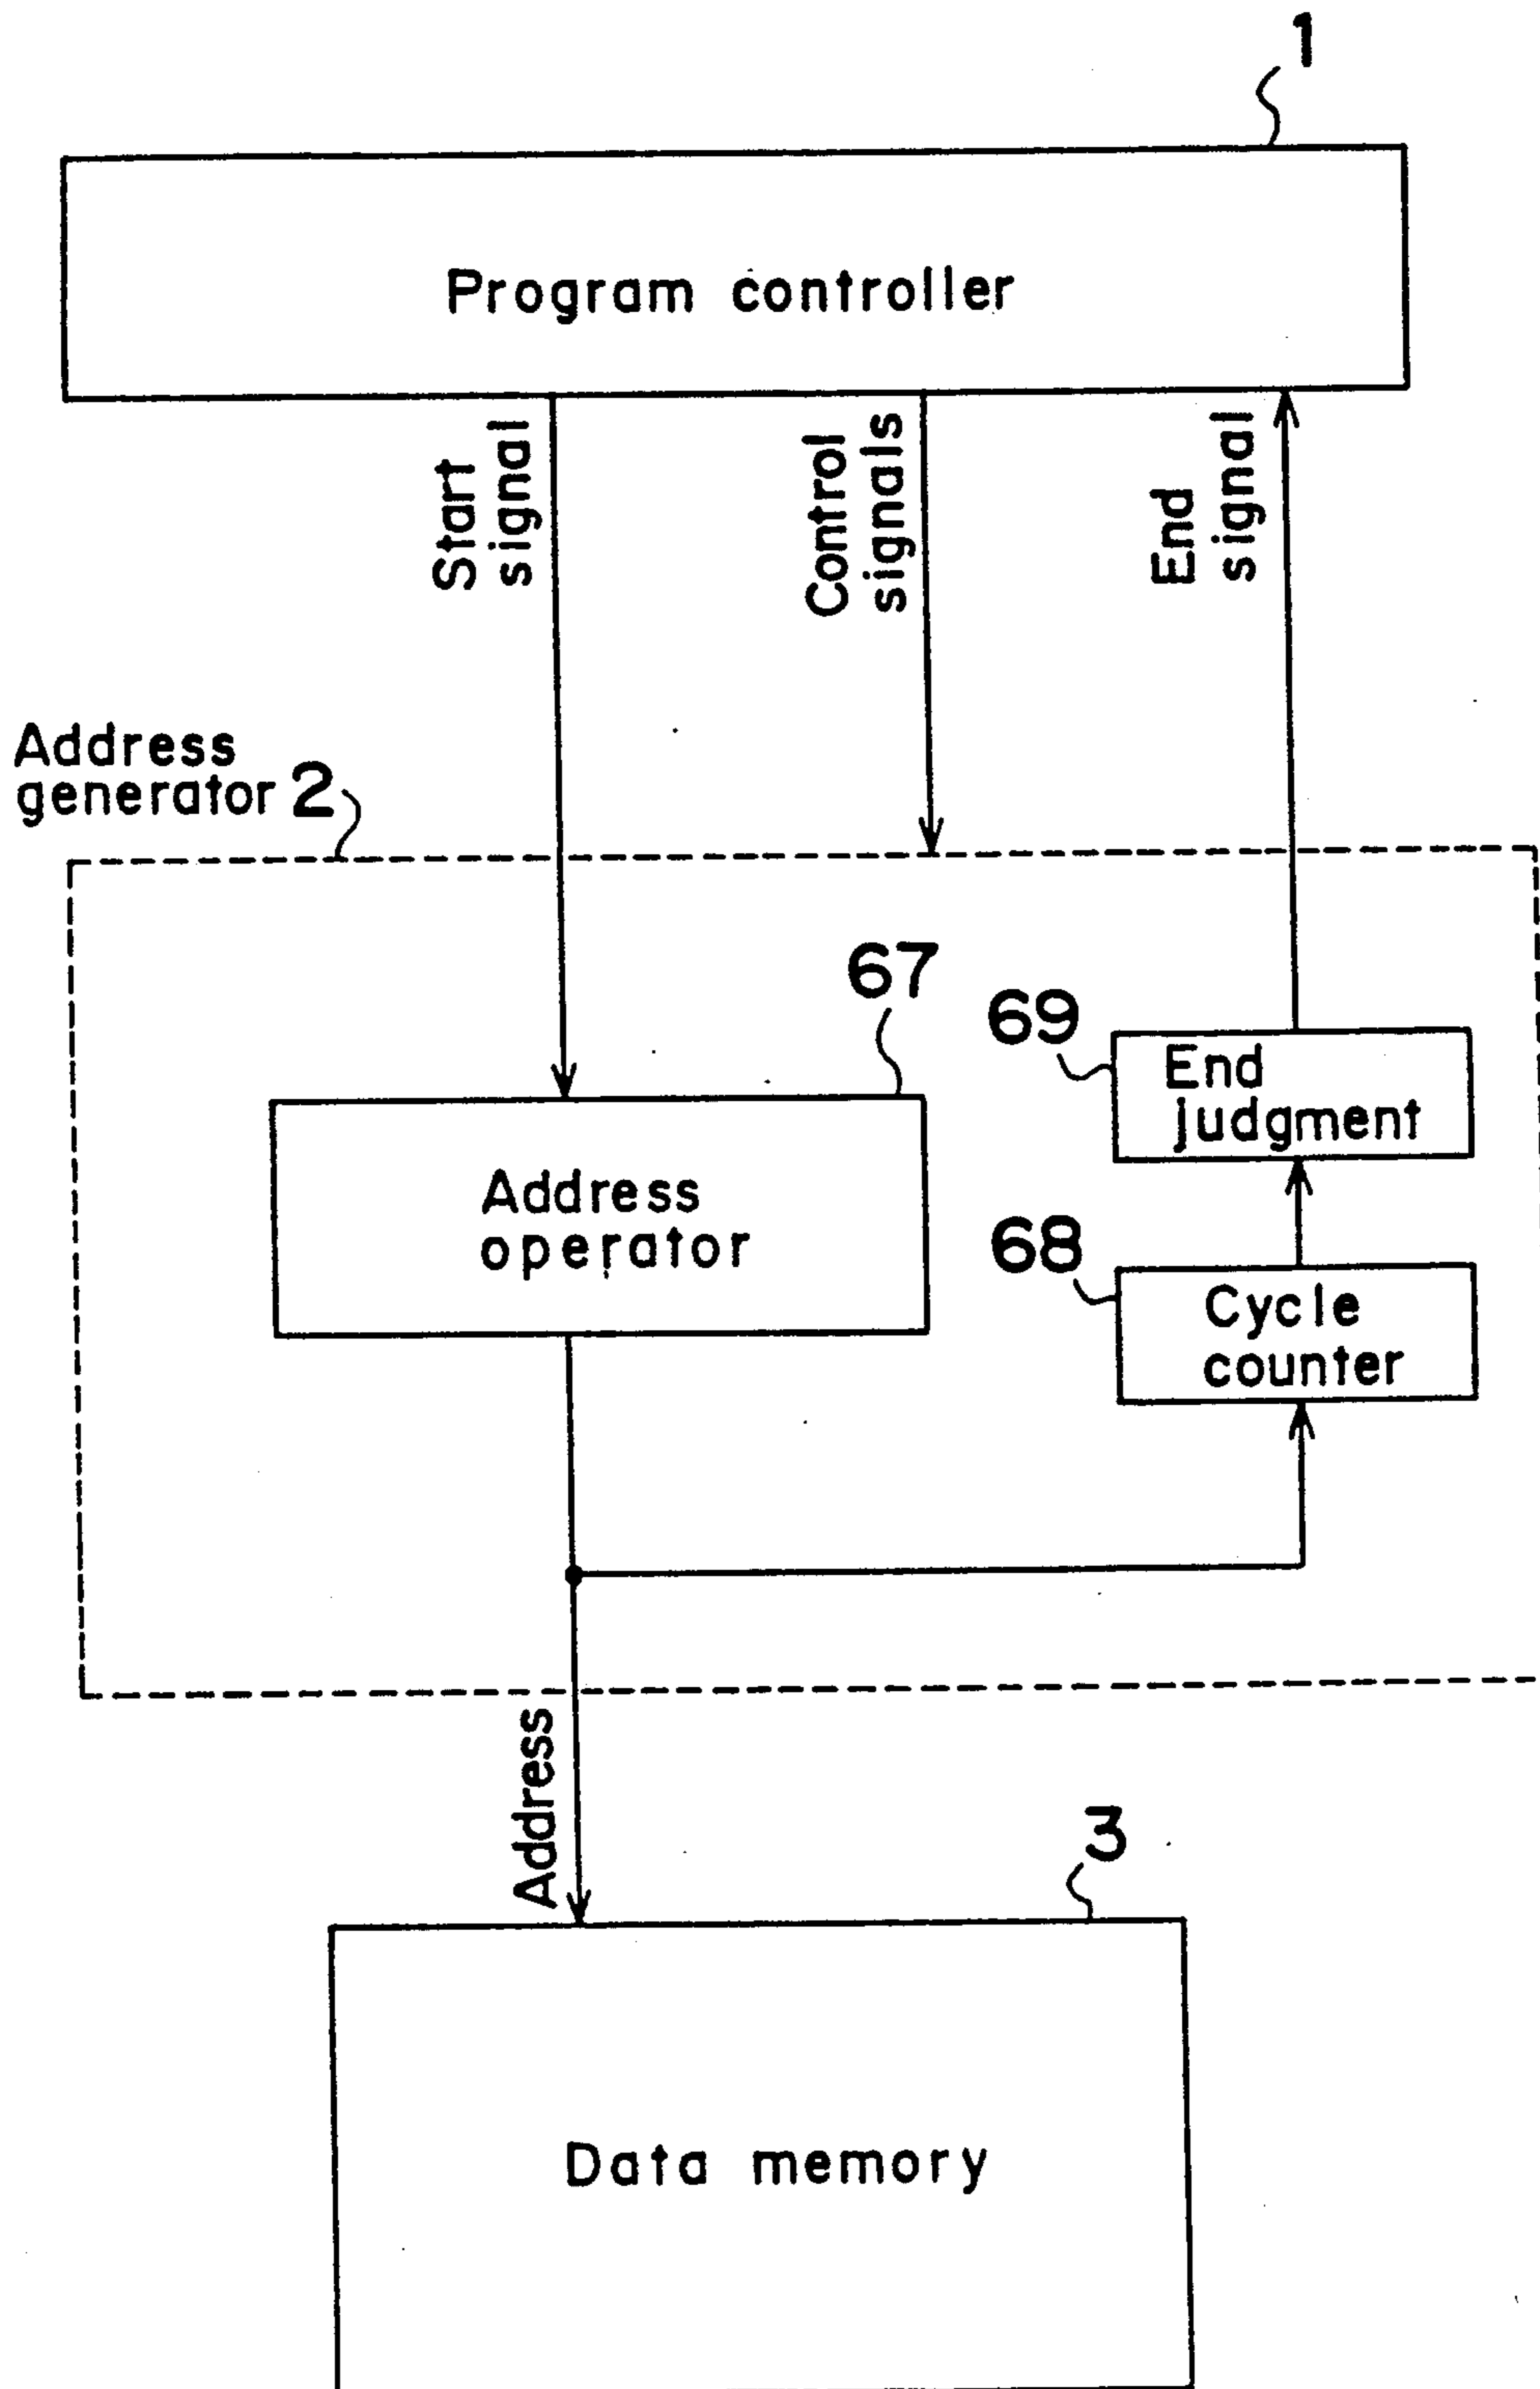 1
Program controller
Start
signal
Control
signals
End
signal
Address
generator 2
67
69
End
judgment
Address
operator
68
Cycle
counter
Address
3
Data memory